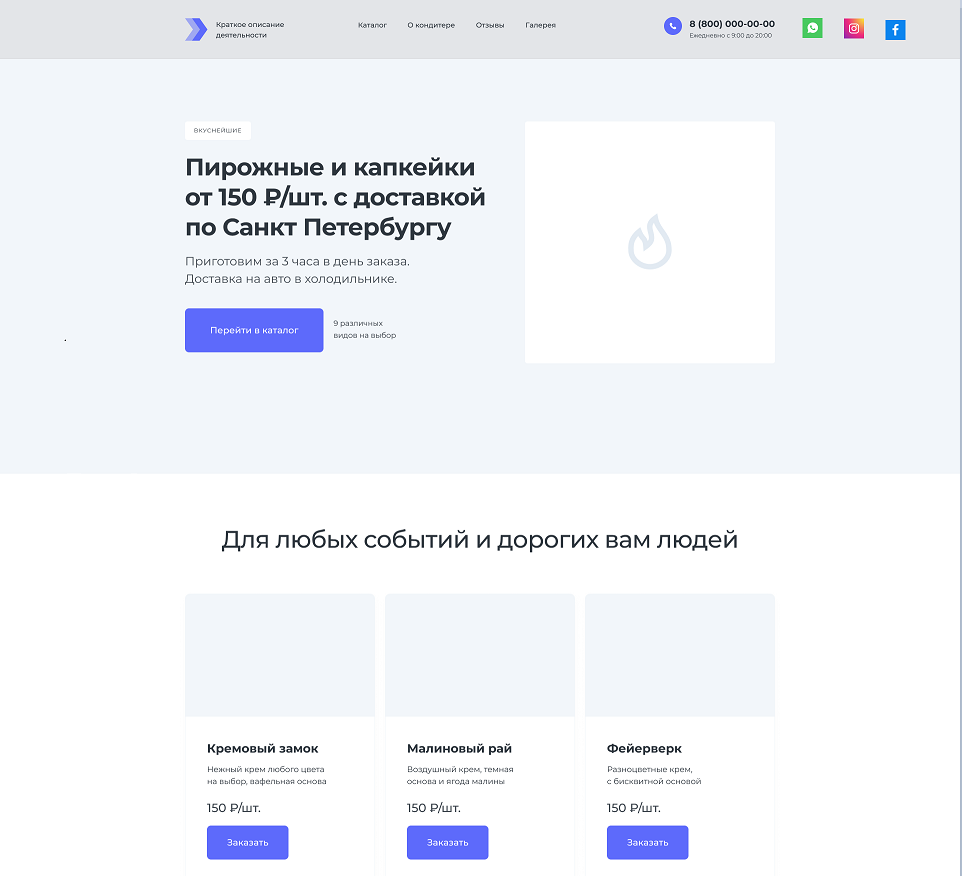 Краткое описание
деятельности
Каталог
О кондитере
Отзывы
Галерея
8 (800) 000-00-00
Ежедневно с 9:00 до 20:00
ВКУСНЕЙШИЕ
Пирожные и капкейки
от 150 ₽/шт. с доставкой
по Санкт Петербургу
Приготовим за 3 часа в день заказа.
Доставка на авто в холодильнике.
Перейти в каталог
9 различных
видов на выбор
Для любых событий и дорогих вам людей
Кремовый замок
Нежный крем любого цвета
на выбор, вафельная основа
150 ₽/шт.
Заказать
Малиновый рай
Воздушный крем, темная
основа и ягода малины
150 ₽/шт.
Заказать
Фейерверк
Разноцветные крем,
с бисквитной основой
150 ₽/шт.
Заказать